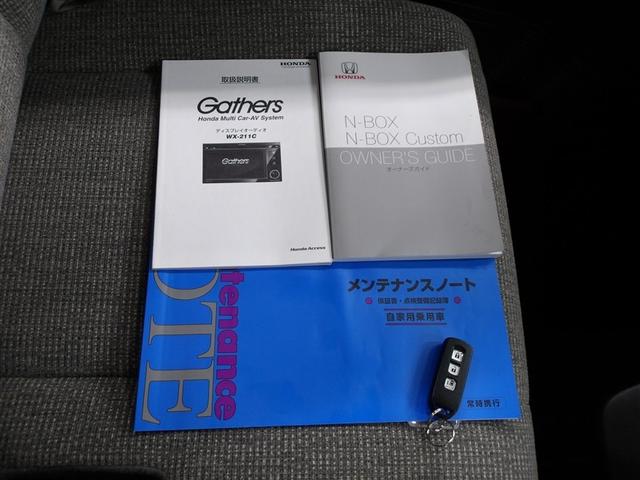 HONDA
取扱説明書
Gathers
Honda Multi Car-AV System
ディスプレイオーディオ
WX-211C
Gathers
Honda Access
HONDA
N-BOX
N-BOX Custom
OWNER'S GUIDE
オーナーズガイド
メンテナンスノート
保証書・点検整備記録簿
自家用乗用車
常時携行
tenance
OTE